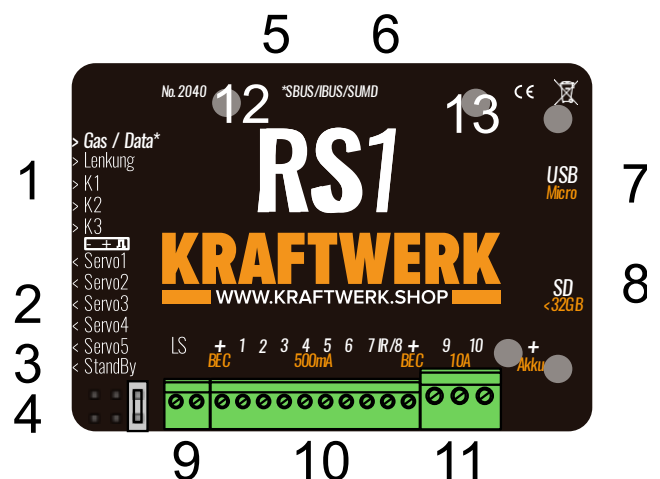 5 6
No. 2040 12 *SBUS/IBUS/SUMD 13 CE
> Gas / Data*
> Lenkung
1 > K1
> K2
> K3
- +
< Servo1
< Servo2
2 < Servo3
< Servo4
3 < Servo5
< StandBy
4
RS1
KRAFTWERK
WWW.KRAFTWERK.SHOP
USB 7
Micro
SD 8
<32GB
LS + 1 2 3 4 5 6 7 IR/8 + 9 10 +
BEC 500mA BEC 10A Akku
9 10 11